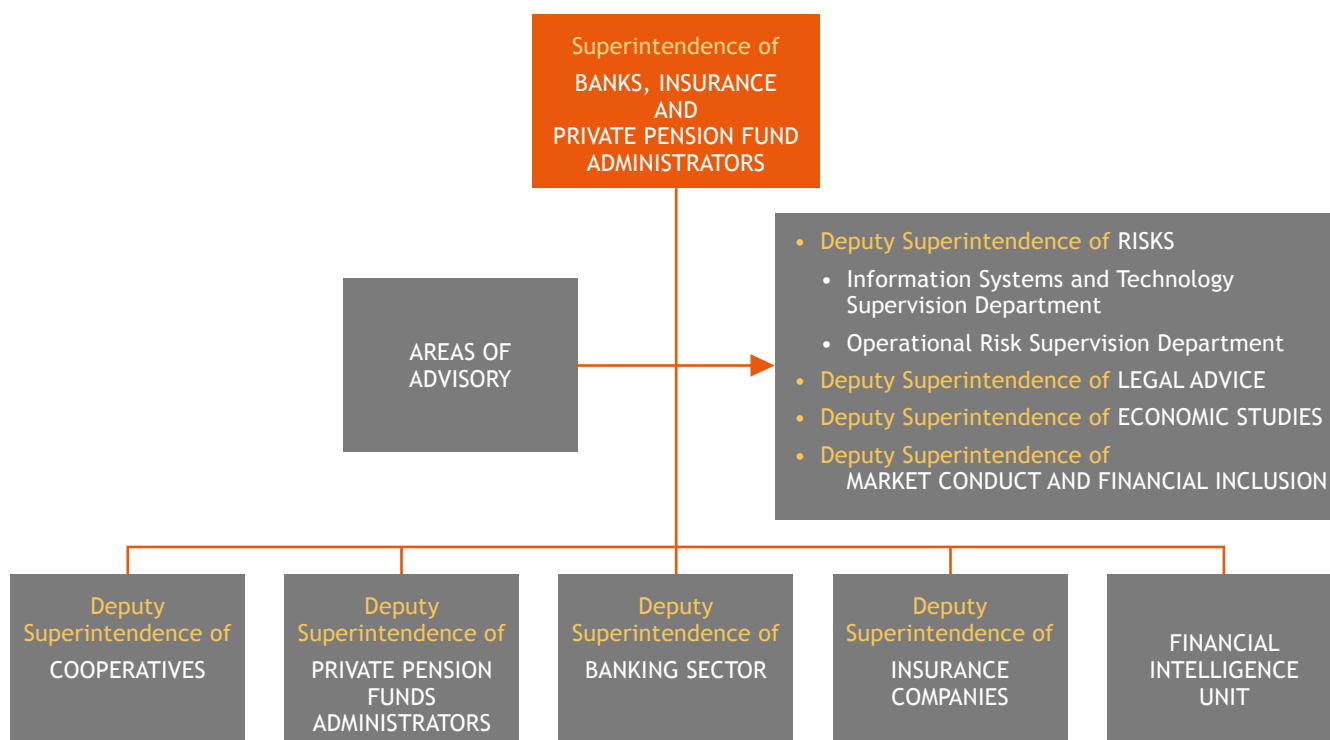 Superintendence of
BANKS, INSURANCE
AND
PRIVATE PENSION FUND
ADMINISTRATORS
AREAS OF
ADVISORY
• Deputy Superintendence of RISKS
• Information Systems and Technology
Supervision Department
• Operational Risk Supervision Department
• Deputy Superintendence of LEGAL ADVICE
• Deputy Superintendence of ECONOMIC STUDIES
• Deputy Superintendence of
MARKET CONDUCT AND FINANCIAL INCLUSION
Deputy
Superintendence of
COOPERATIVES
Deputy
Superintendence of
PRIVATE PENSION
FUNDS
ADMINISTRATORS
Deputy
Superintendence of
BANKING SECTOR
Deputy
Superintendence of
INSURANCE
COMPANIES
FINANCIAL
INTELLIGENCE
UNIT